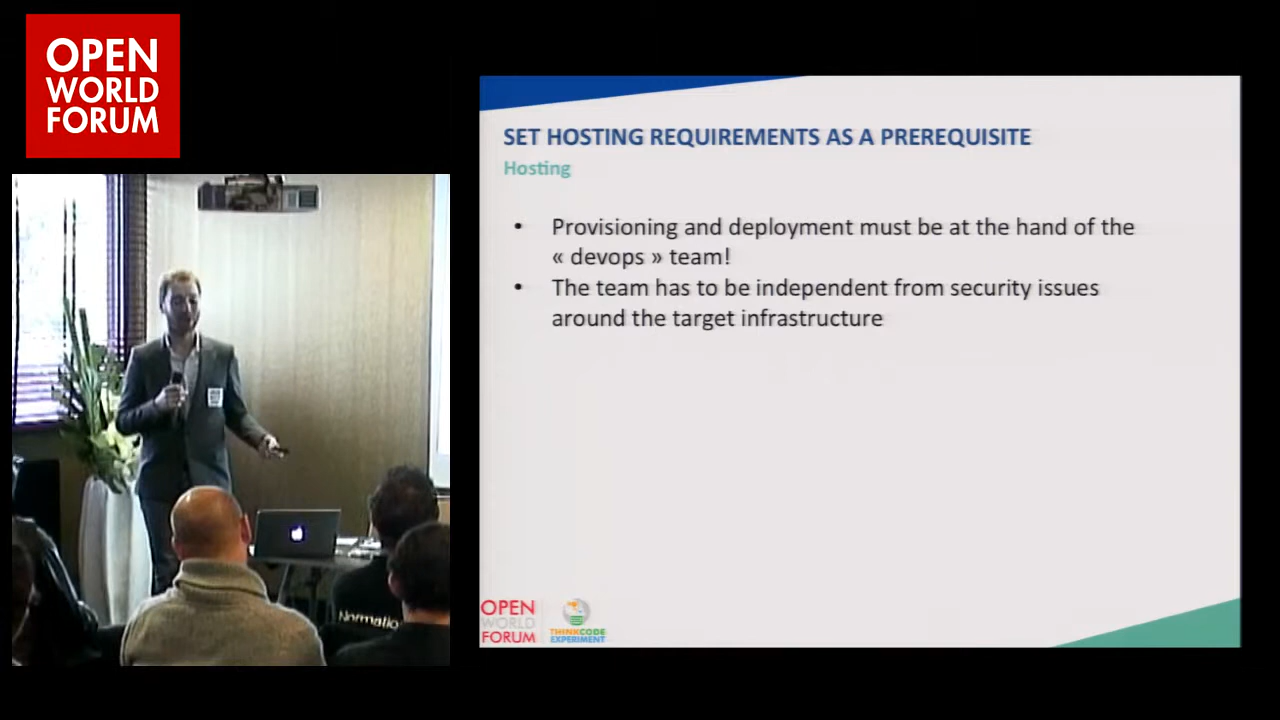 OPEN
WORLD
FORUM
SET HOSTING REQUIREMENTS AS A PREREQUISITE
Hosting
• Provisioning and deployment must be at the hand of the
« devops » team!
• The team has to be independent from security issues
around the target infrastructure
Normatio
OPEN
WORLD
FORUM
THINKCODE
EXPERIMENT